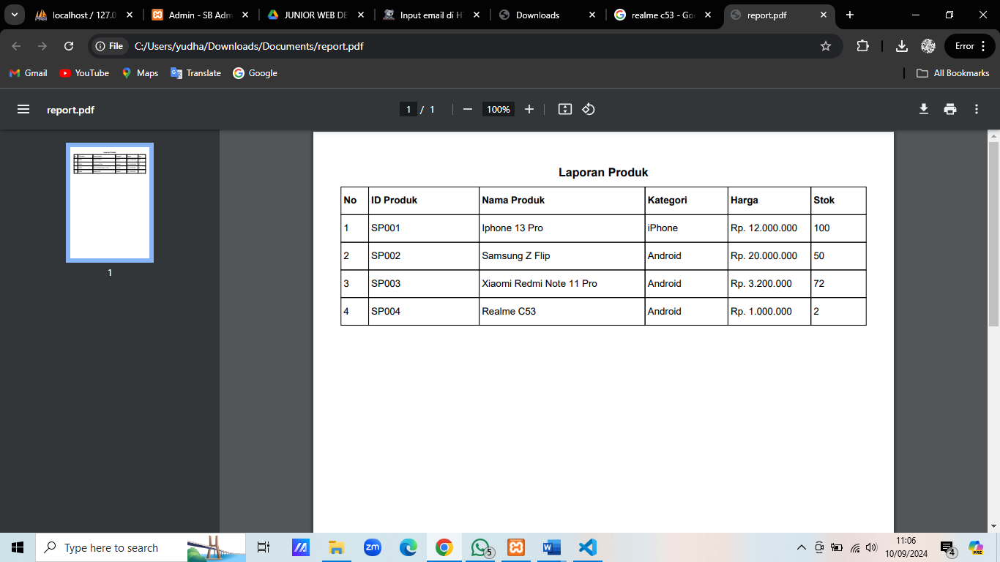 localhost / 127.0
Admin - SB Adm
JUNIOR WEB DE
Input email di HT
Downloads
realme c53 - Goo
report.pdf
File C:/Users/yudha/Downloads/Documents/report.pdf
Error
Gmail YouTube Maps Translate Google All Bookmarks
report.pdf 1 / 1 100%
1
Laporan Produk
No ID Produk Nama Produk Kategori Harga Stok
1 SP001 Iphone 13 Pro iPhone Rp. 12.000.000 100
2 SP002 Samsung Z Flip Android Rp. 20.000.000 50
3 SP003 Xiaomi Redmi Note 11 Pro Android Rp. 3.200.000 72
4 SP004 Realme C53 Android Rp. 1.000.000 2
Type here to search
zm
5
11:06
10/09/2024
4
PRE